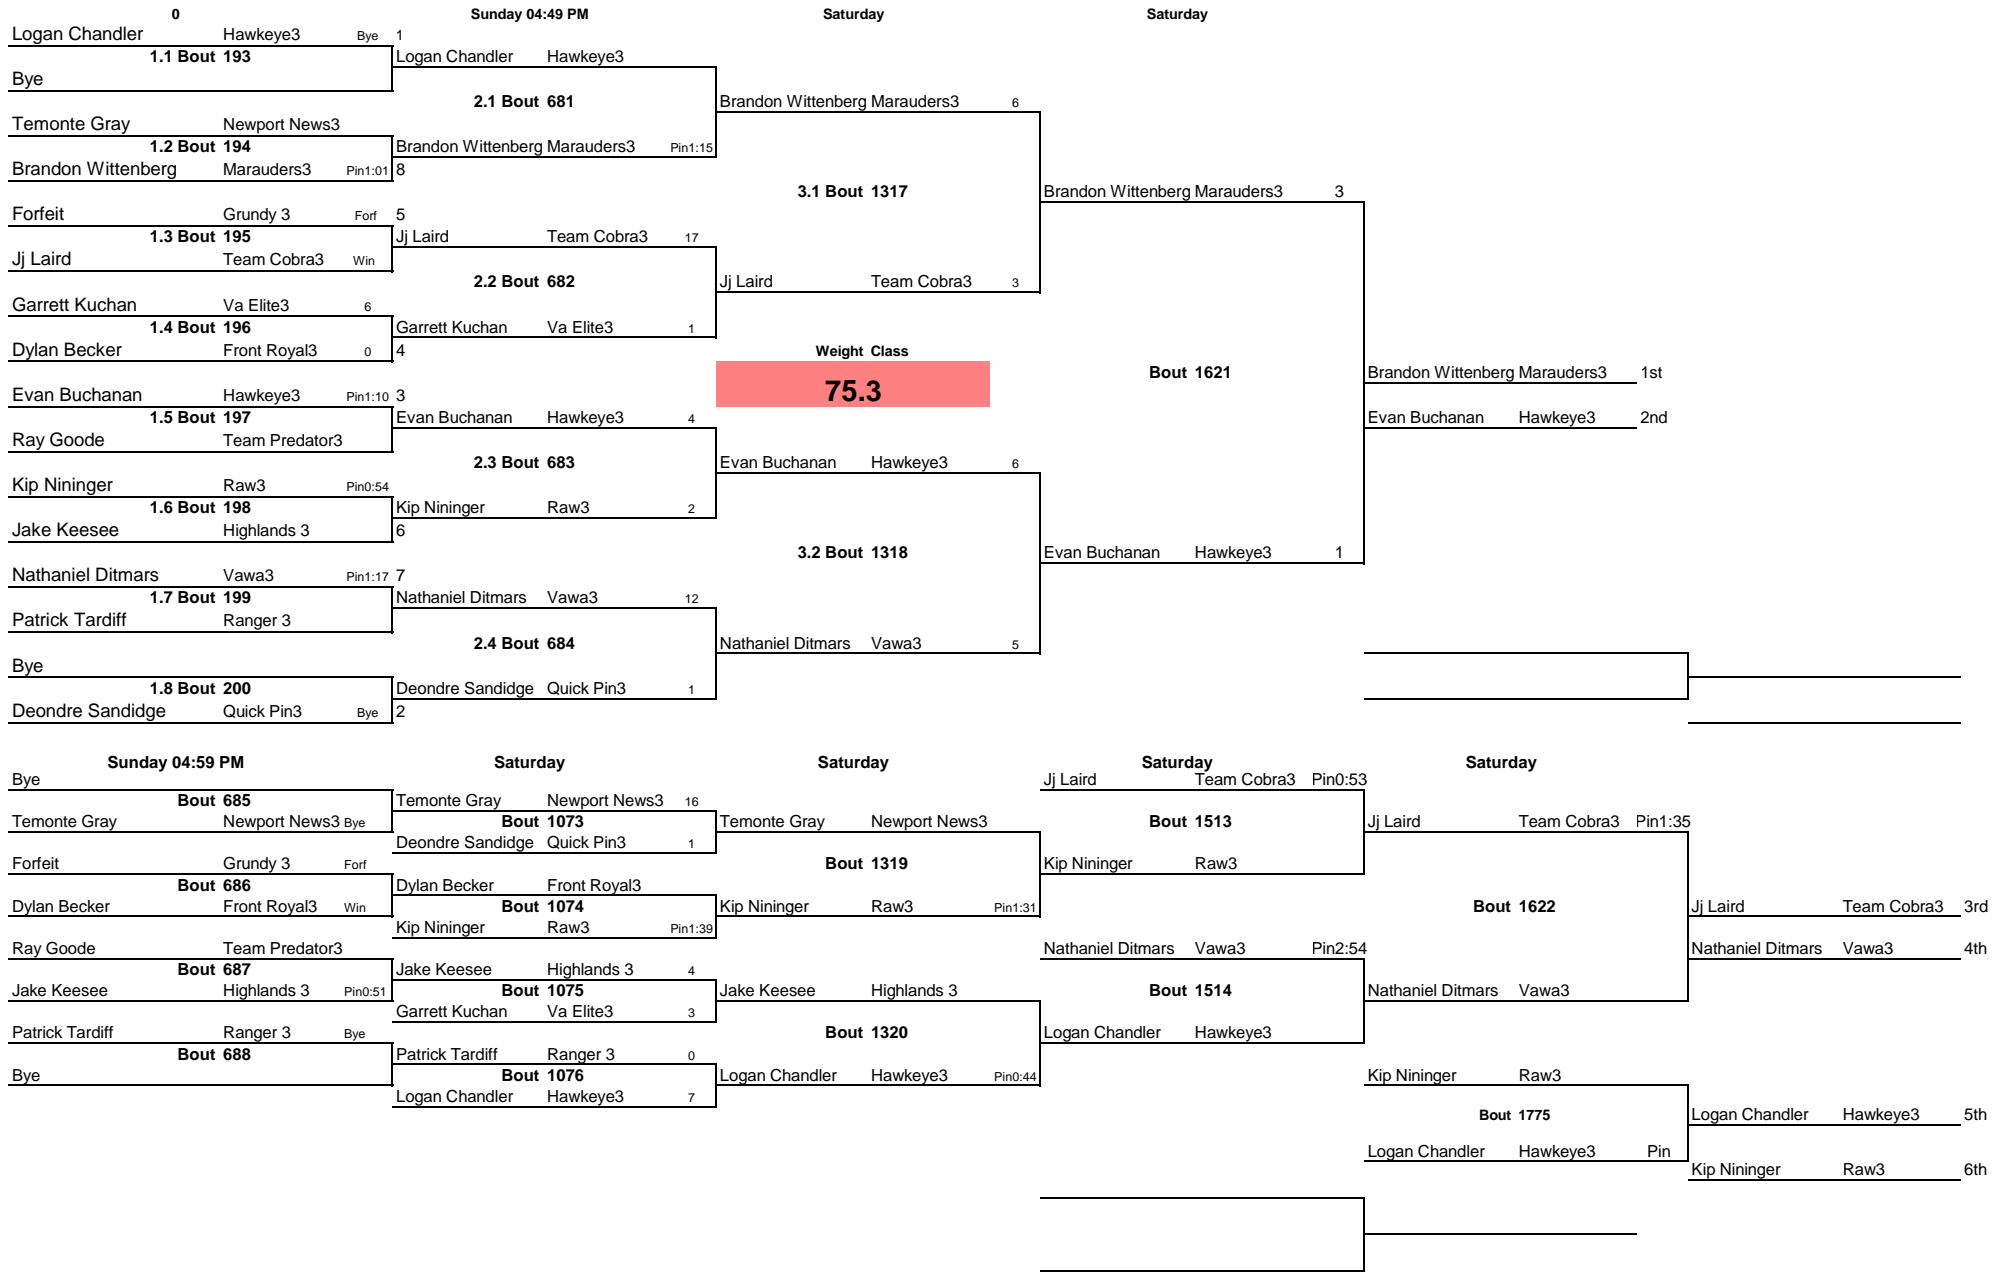 0 Sunday 04:49 PM Saturday Saturday
Logan Chandler Hawkeye3 Bye 1
1.1 Bout 193 Logan Chandler Hawkeye3
Bye
2.1 Bout 681 Brandon Wittenberg Marauders3 6
Temonte Gray Newport News3
1.2 Bout 194 Brandon Wittenberg Marauders3 Pin1:15
Brandon Wittenberg Marauders3 Pin1:01 8
3.1 Bout 1317 Brandon Wittenberg Marauders3 3
Forfeit Grundy 3 Forf 5
1.3 Bout 195 Jj Laird Team Cobra3 17
Jj Laird Team Cobra3 Win
2.2 Bout 682 Jj Laird Team Cobra3 3
Garrett Kuchan Va Elite3 6
1.4 Bout 196 Garrett Kuchan Va Elite3 1
Dylan Becker Front Royal3 0 4 Weight Class
Bout 1621 Brandon Wittenberg Marauders3 1st
75.3
Evan Buchanan Hawkeye3 Pin1:10 3
1.5 Bout 197 Evan Buchanan Hawkeye3 4 Evan Buchanan Hawkeye3 2nd
Ray Goode Team Predator3
2.3 Bout 683 Evan Buchanan Hawkeye3 6
Kip Nininger Raw3 Pin0:54
1.6 Bout 198 Kip Nininger Raw3 2
Jake Keesee Highlands 3 6
3.2 Bout 1318 Evan Buchanan Hawkeye3 1
Nathaniel Ditmars Vawa3 Pin1:17 7
1.7 Bout 199 Nathaniel Ditmars Vawa3 12
Patrick Tardiff Ranger 3
2.4 Bout 684 Nathaniel Ditmars Vawa3 5
Bye
1.8 Bout 200 Deondre Sandidge Quick Pin3 1
Deondre Sandidge Quick Pin3 Bye 2
Sunday 04:59 PM Saturday Saturday Saturday Saturday
Bye Jj Laird Team Cobra3 Pin0:53
Bout 685 Temonte Gray Newport News3 16
Temonte Gray Newport News3 Bye Bout 1073 Temonte Gray Newport News3 Bout 1513 Jj Laird Team Cobra3 Pin1:35
Deondre Sandidge Quick Pin3 1
Forfeit Grundy 3 Forf Bout 1319 Kip Nininger Raw3
Bout 686 Dylan Becker Front Royal3
Dylan Becker Front Royal3 Win Bout 1074 Kip Nininger Raw3 Pin1:31 Bout 1622 Jj Laird Team Cobra3 3rd
Kip Nininger Raw3 Pin1:39
Ray Goode Team Predator3 Nathaniel Ditmars Vawa3 Pin2:54 Nathaniel Ditmars Vawa3 4th
Bout 687 Jake Keesee Highlands 3 4
Jake Keesee Highlands 3 Pin0:51 Bout 1075 Jake Keesee Highlands 3 Bout 1514 Nathaniel Ditmars Vawa3
Garrett Kuchan Va Elite3 3
Patrick Tardiff Ranger 3 Bye Bout 1320 Logan Chandler Hawkeye3
Bout 688 Patrick Tardiff Ranger 3 0
Bye Bout 1076 Logan Chandler Hawkeye3 Pin0:44 Kip Nininger Raw3
Logan Chandler Hawkeye3 7
Bout 1775 Logan Chandler Hawkeye3 5th
Logan Chandler Hawkeye3 Pin
Kip Nininger Raw3 6th